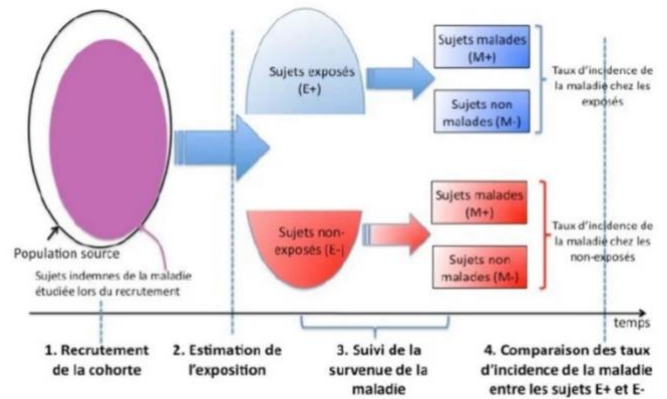 Sujets exposés
(E+)
Sujets malades
(M+)
Sujets non
malades (M-)
Taux d'incidence de
la maladie chez les
exposés
Sujets non-
exposés (E-)
Sujets malades
(M+)
Sujets non
malades (M-)
Taux d'incidence de
la maladie chez les
non-exposés
Population source
Sujets indemnes de la maladie
étudiée lors du recrutement
temps
1. Recrutement
de la cohorte
2. Estimation de
l'exposition
3. Suivi de la
survenue de la
maladie
4. Comparaison des taux
d'incidence de la maladie
entre les sujets E+ et E-